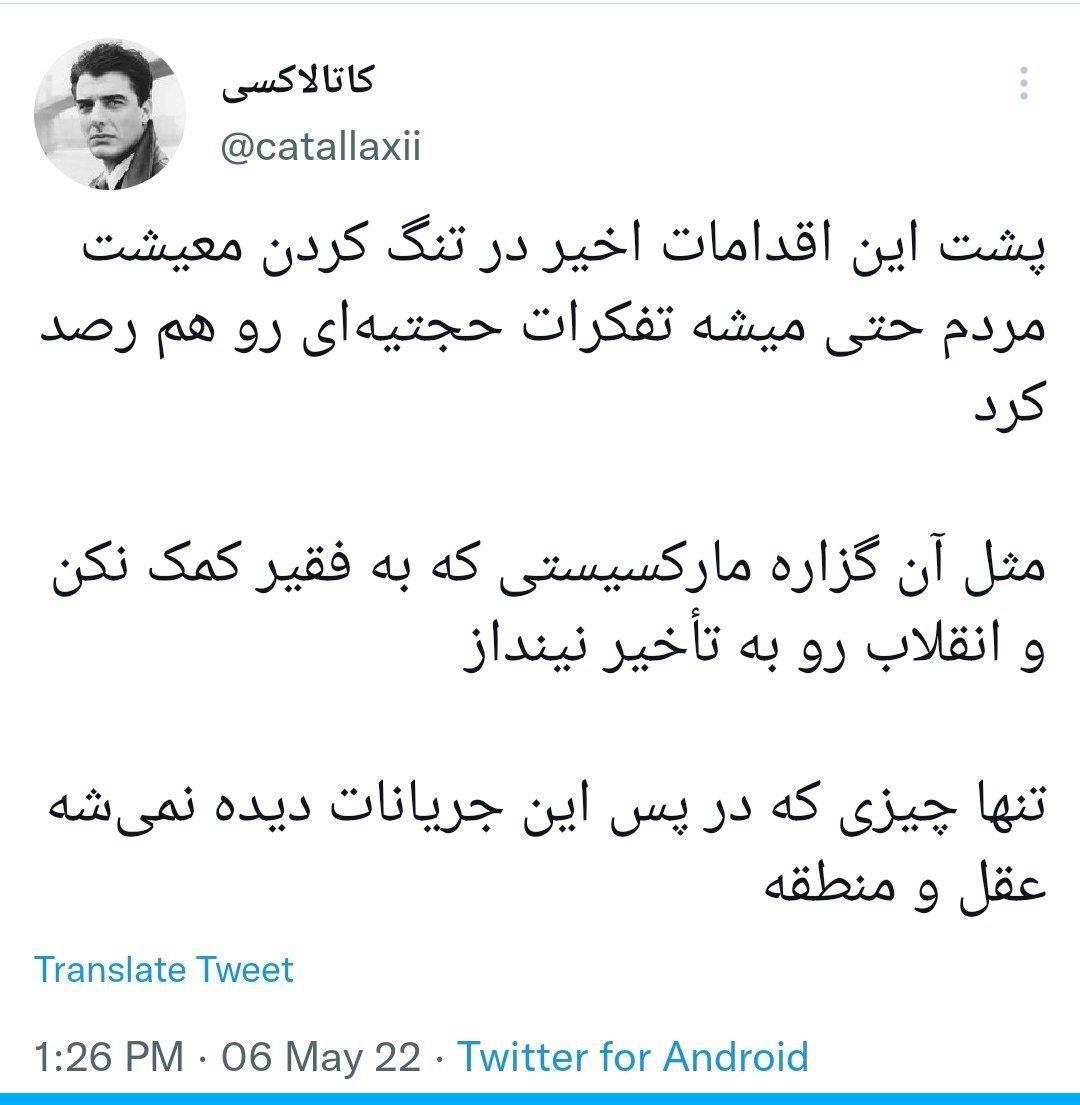 کاتالاکسی
@catallaxii
پشت این اقدامات اخیر در تنگ کردن معیشت
مردم حتی میشه تفکرات حجتیه‌ای رو هم رصد
کرد
مثل آن گزاره مارکسیستی که به فقیر کمک نکن
و انقلاب رو به تأخیر نینداز
تنها چیزی که در پس این جریانات دیده نمی‌شه
عقل و منطقه
Translate Tweet
1:26 PM · 06 May 22 · Twitter for Android